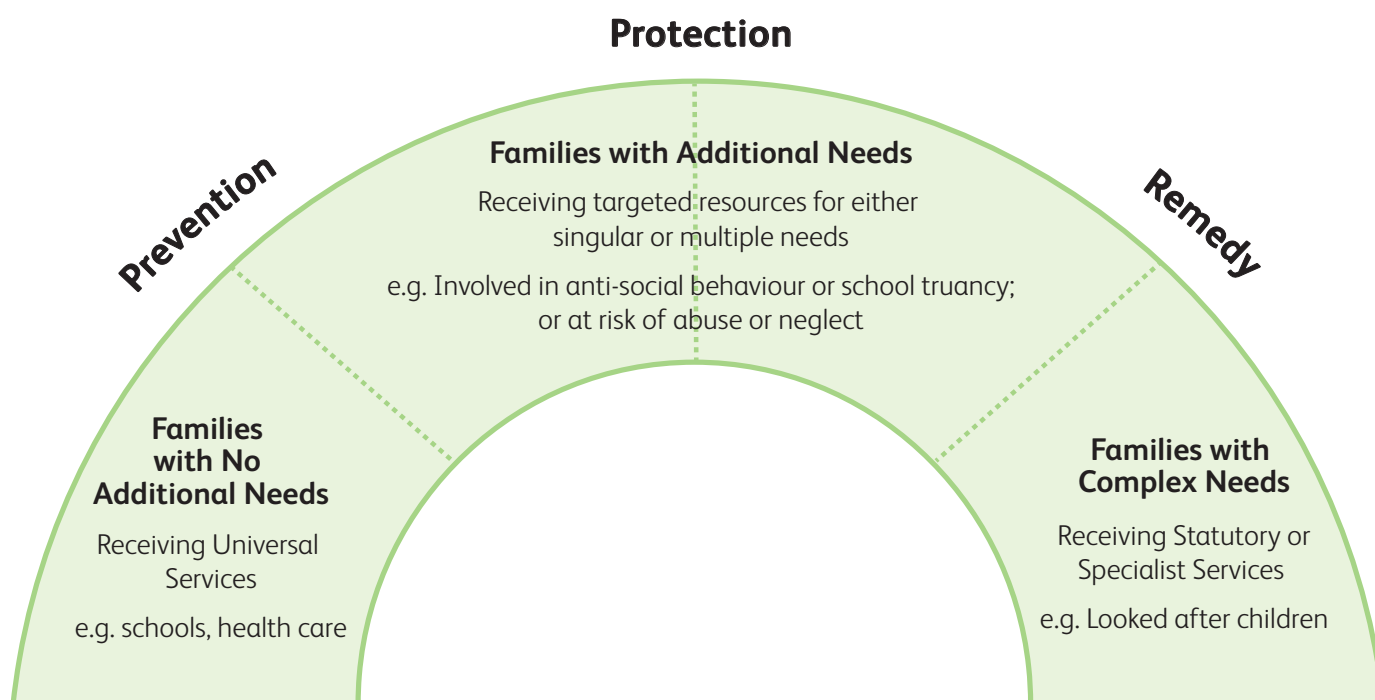 Protection
Prevention
Remedy
Families with Additional Needs
Receiving targeted resources for either
singular or multiple needs
e.g. Involved in anti-social behaviour or school truancy;
or at risk of abuse or neglect
Families
with No
Additional Needs
Receiving Universal
Services
e.g. schools, health care
Families with
Complex Needs
Receiving Statutory or
Specialist Services
e.g. Looked after children